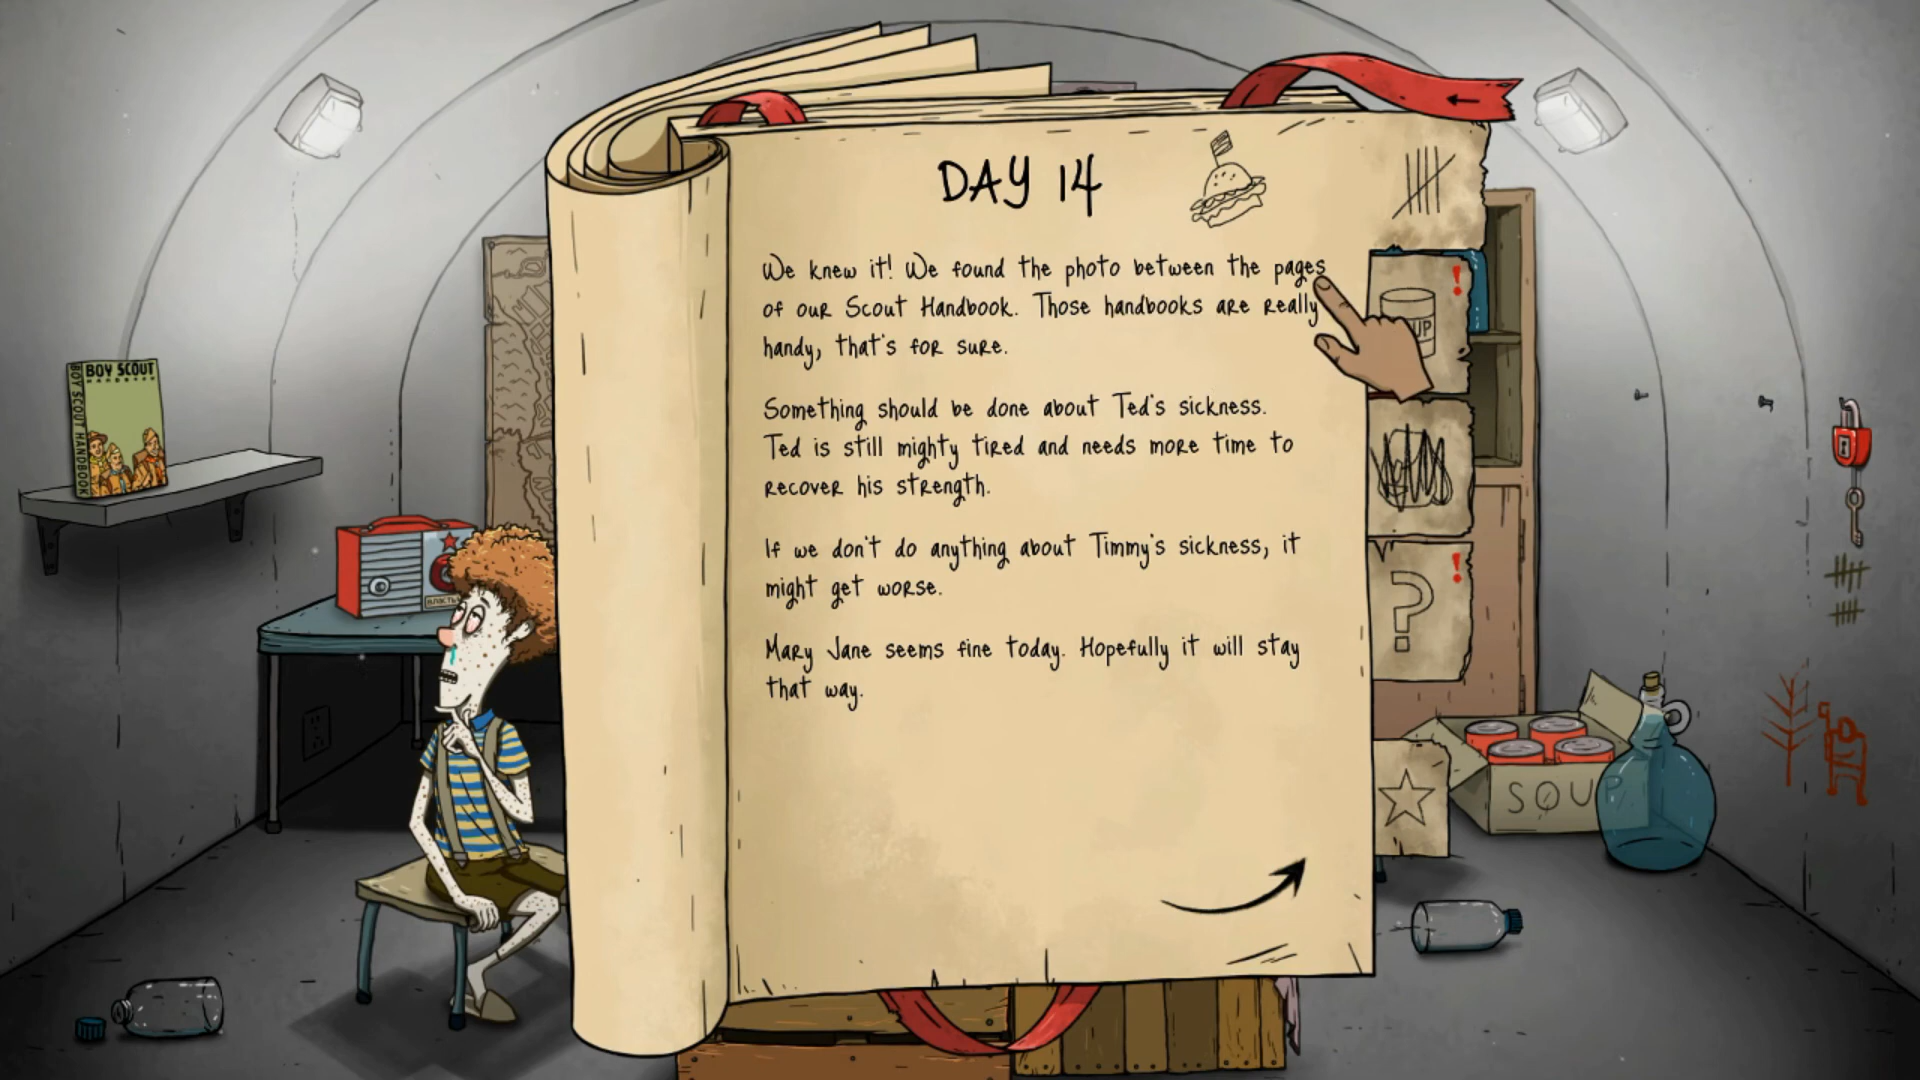 DAY 14
We knew it! We found the photo between the pages
of our Scout Handbook. Those handbooks are really
handy, that's for sure.
Something should be done about Ted's sickness.
Ted is still mighty tired and needs more time to
recover his strength.
If we don't do anything about Timmy's sickness, it
might get worse.
Mary Jane seems fine today. Hopefully it will stay
that way.
BOY SCOUT
HANDBOOK
BOY SCOUT HANDBOOK
!
UP
?
!
SOUP